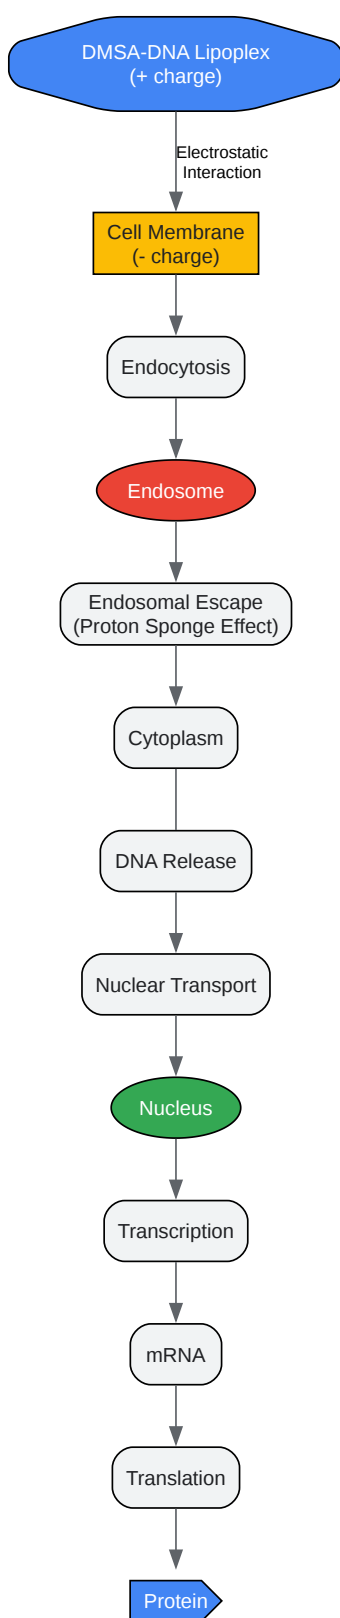 DMSA-DNA Lipoplex
(+ charge)
Electrostatic
Interaction
Cell Membrane
(- charge)
Endocytosis
Endosome
Endosomal Escape
(Proton Sponge Effect)
Cytoplasm
DNA Release
Nuclear Transport
Nucleus
Transcription
mRNA
Translation
Protein